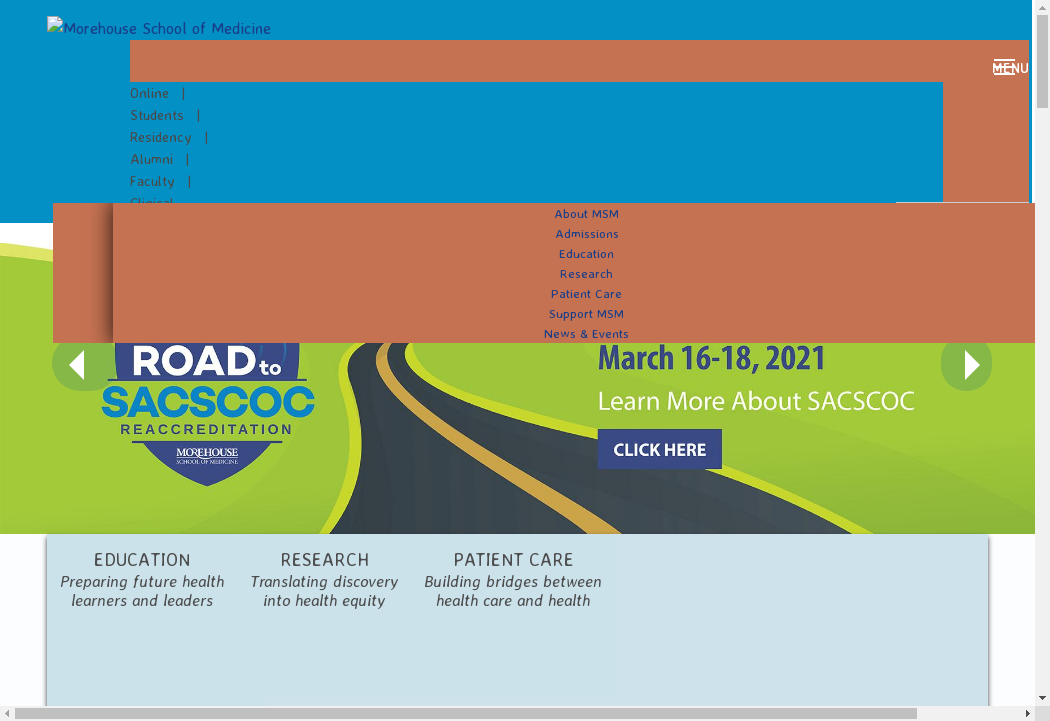 Morehouse School of Medicine
MENU
Online |
Students |
Residency |
Alumni |
Faculty |
Clinical
About MSM
Admissions
Education
Research
Patient Care
Support MSM
News & Events
ROAD to
SACSCOC
REACCREDITATION
MOREHOUSE
SCHOOL OF MEDICINE
March 16-18, 2021
Learn More About SACSCOC
CLICK HERE
EDUCATION
Preparing future health
learners and leaders
RESEARCH
Translating discovery
into health equity
PATIENT CARE
Building bridges between
health care and health